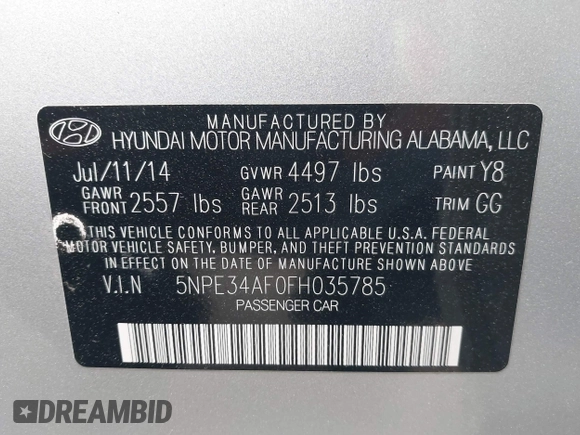 MANUFACTURED BY
HYUNDAI MOTOR MANUFACTURING ALABAMA, LLC
Jul/11/14 GVWR 4497 lbs PAINT Y8
GAWR FRONT 2557 lbs GAWR REAR 2513 lbs TRIM GG
THIS VEHICLE CONFORMS TO ALL APPLICABLE U.S.A. FEDERAL
MOTOR VEHICLE SAFETY, BUMPER, AND THEFT PREVENTION STANDARDS
IN EFFECT ON THE DATE OF MANUFACTURE SHOWN ABOVE.
V.I.N 5NPE34AF0FH035785
PASSENGER CAR
DREAMBID